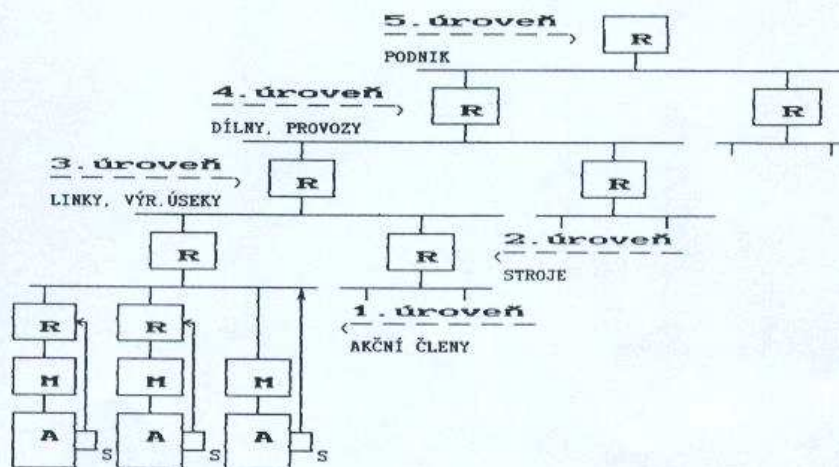 5. úroveň
R
PODNIK
4. úroveň
R R
DÍLNY, PROVOZY
3. úroveň
R R
LINKY, VÝR.ÚSEKY
R R
2. úroveň
STROJE
R R
1. úroveň
AKČNÍ ČLENY
M M M
A A A
S S S